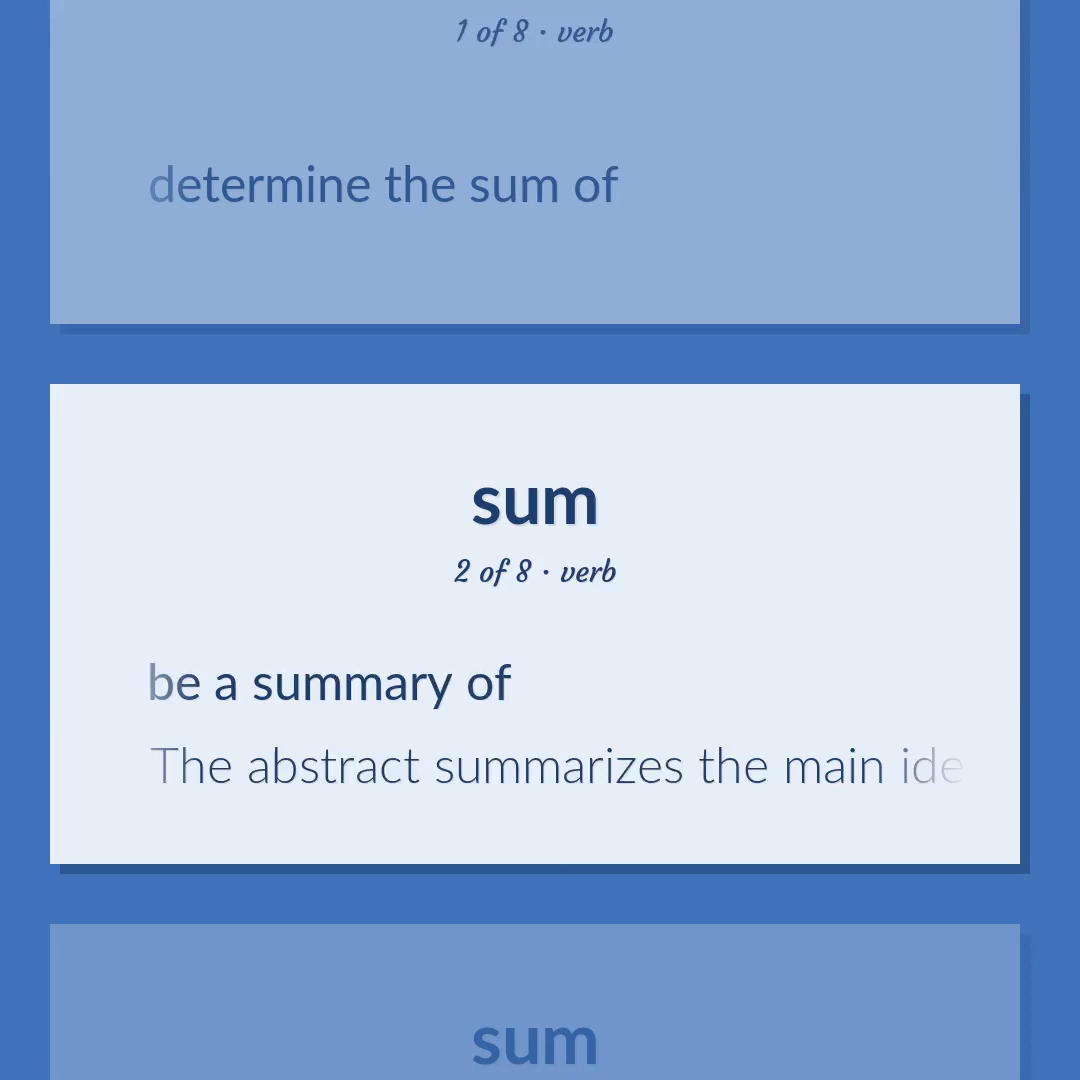 1 of 8 · verb
determine the sum of
sum
2 of 8 · verb
be a summary of
The abstract summarizes the main ide
sum